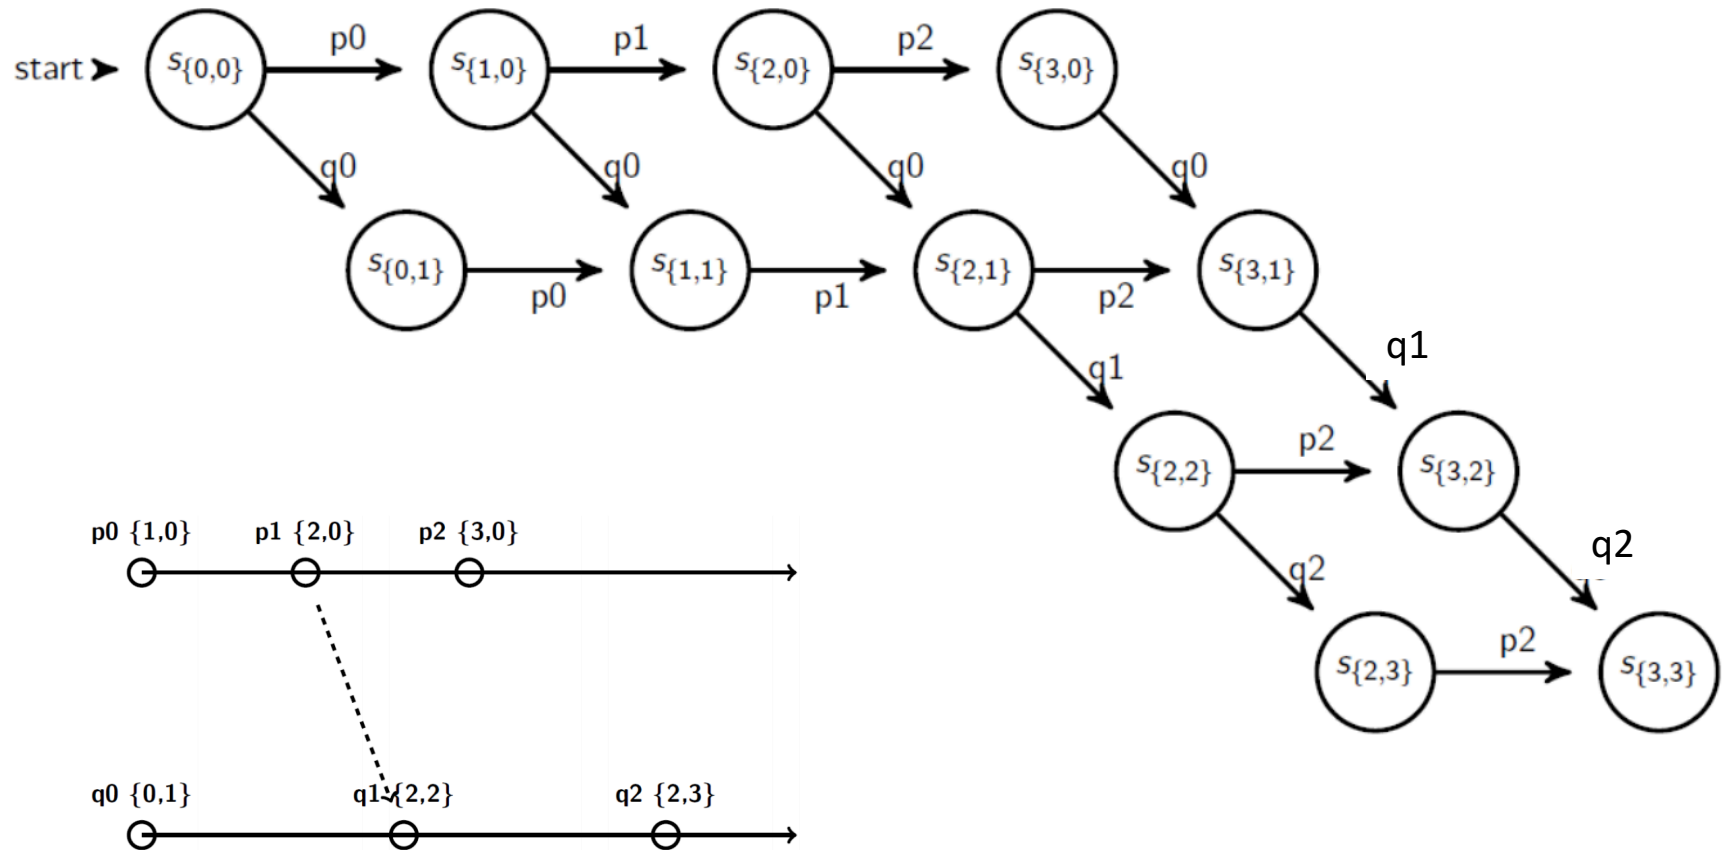 p0 p1 p2
start S{0,0} S{1,0} S{2,0} S{3,0}
q0 q0 q0 q0
S{0,1} S{1,1} S{2,1} S{3,1}
p0 p1 p2
q1 q1
p2
S{2,2} S{3,2}
p0 {1,0} p1 {2,0} p2 {3,0}
q2 q2
p2
S{2,3} S{3,3}
q0 {0,1} q1 {2,2} q2 {2,3}